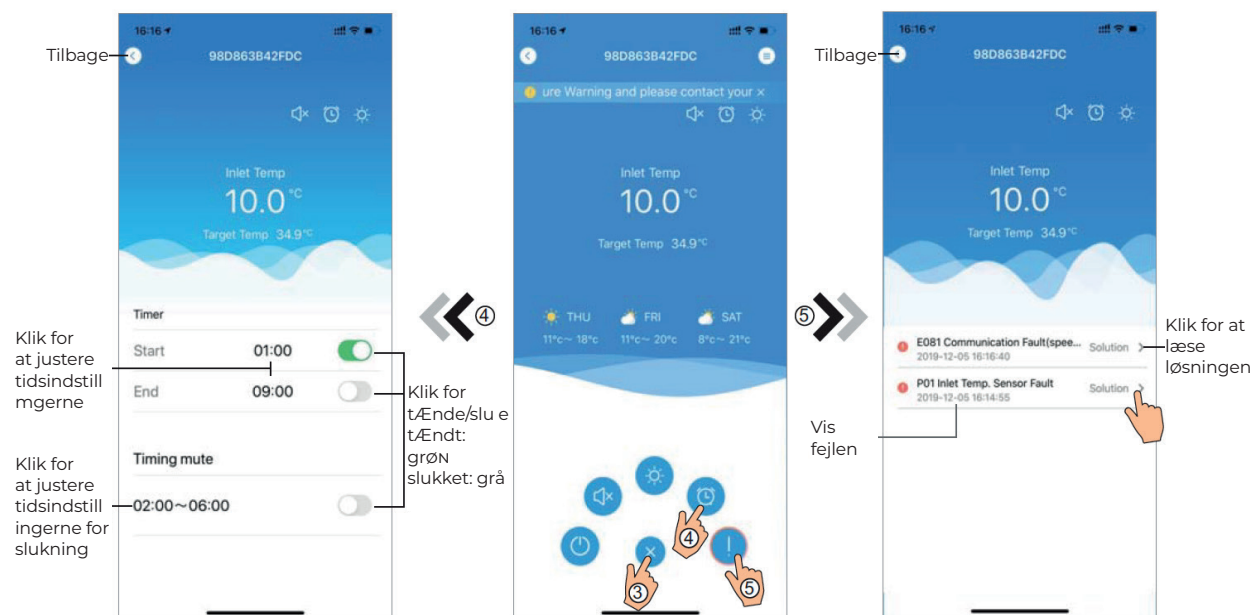 Tilbage
16:16
98D863B42FDC
Inlet Temp
10.0 °C
Target Temp 34.9°C
Timer
Start 01:00
End 09:00
Timing mute
02:00~06:00
Klik for
at justere
tidsindstill
mgerne
Klik for
at justere
tidsindstill
ingerne for
slukning
Klik for
tÆnde/slu e
tÆndt:
grØN
slukket: grå
④
16:16
98D863B42FDC
ure Warning and please contact your ×
Inlet Temp
10.0 °C
Target Temp 34.9°C
THU FRI SAT
11°c~ 18°c 11°c~ 20°c 8°c~ 21°c
④
③ ⑤
⑤
Tilbage
16:16
98D863B42FDC
Inlet Temp
10.0 °C
Target Temp 34.9°C
E081 Communication Fault(spee... Solution
2019-12-05 16:16:40
P01 Inlet Temp. Sensor Fault Solution
2019-12-05 16:14:55
Klik for at
læse
løsningen
Vis
fejlen